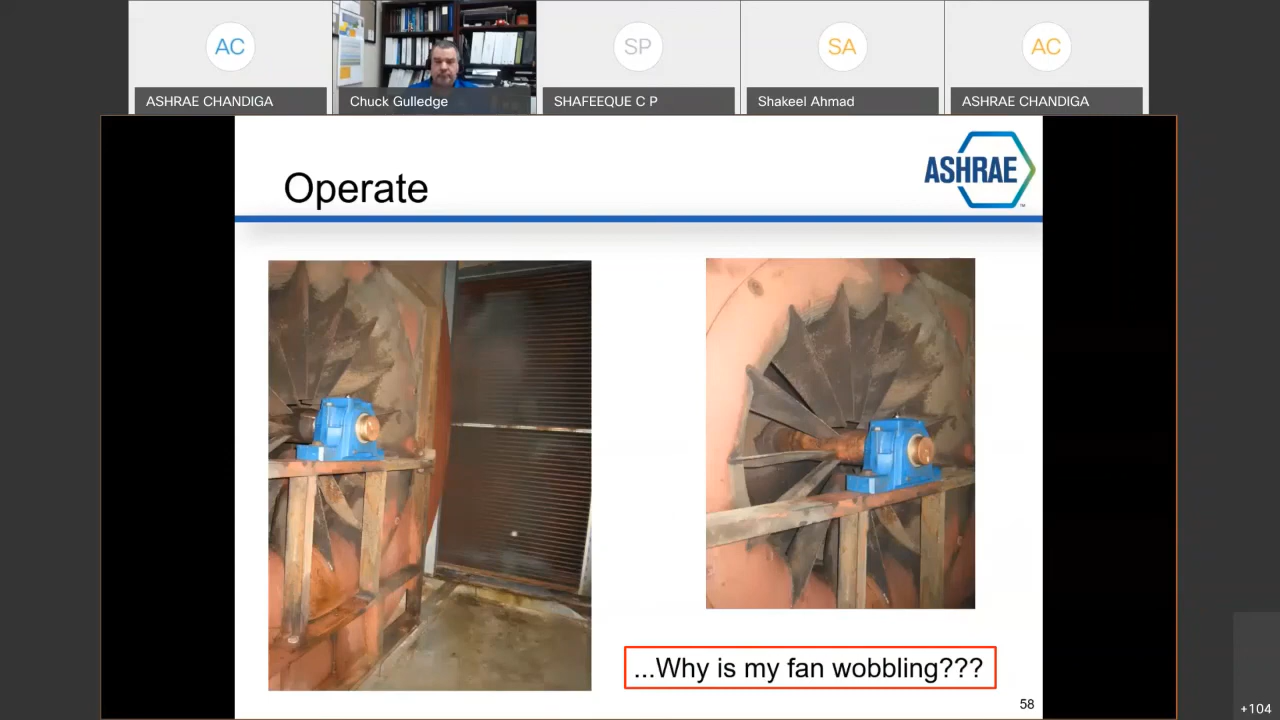 AC
SP
SA
AC
ASHRAE CHANDIGA
Chuck Gulledge
SHAFEEQUE C P
Shakeel Ahmad
ASHRAE CHANDIGA
Operate
ASHRAE
TM
...Why is my fan wobbling???
58
+104